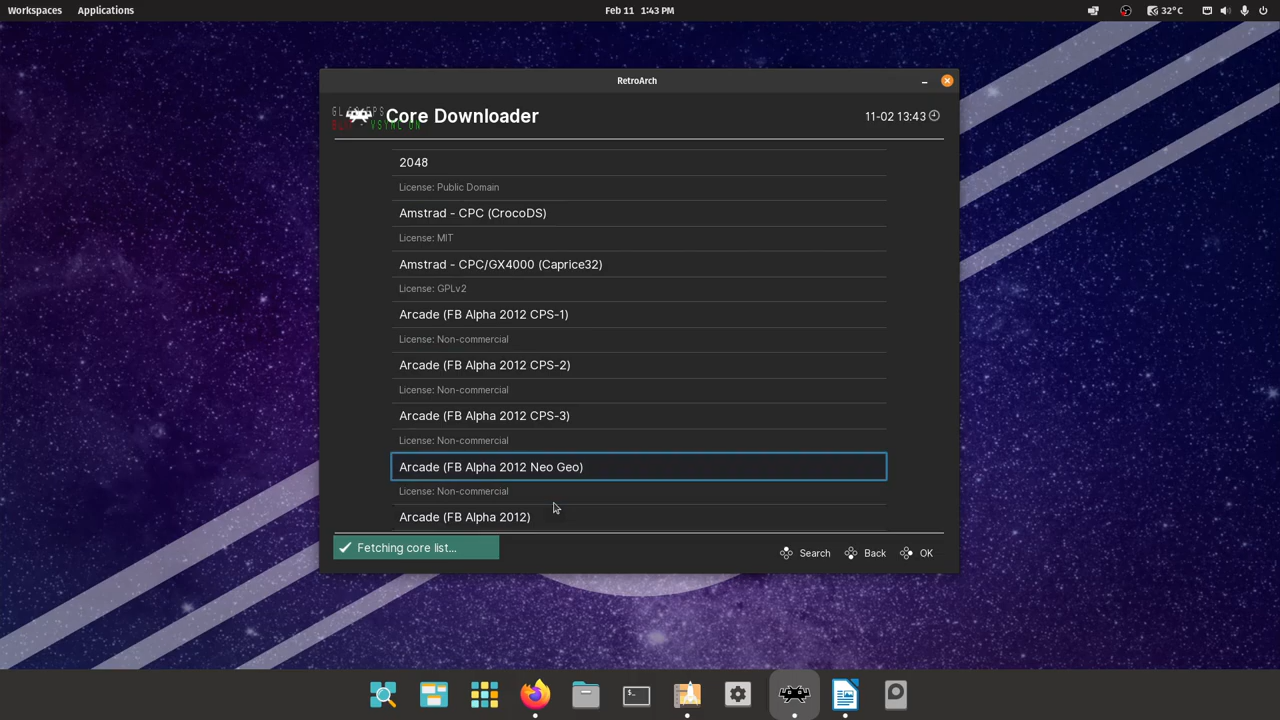 Workspaces Applications Feb 11 1:43 PM 32°C
RetroArch
Core Downloader 11-02 13:43
VSYNC ON
2048
License: Public Domain
Amstrad - CPC (CrocoDS)
License: MIT
Amstrad - CPC/GX4000 (Caprice32)
License: GPLv2
Arcade (FB Alpha 2012 CPS-1)
License: Non-commercial
Arcade (FB Alpha 2012 CPS-2)
License: Non-commercial
Arcade (FB Alpha 2012 CPS-3)
License: Non-commercial
Arcade (FB Alpha 2012 Neo Geo)
License: Non-commercial
Arcade (FB Alpha 2012)
Fetching core list... Search Back OK